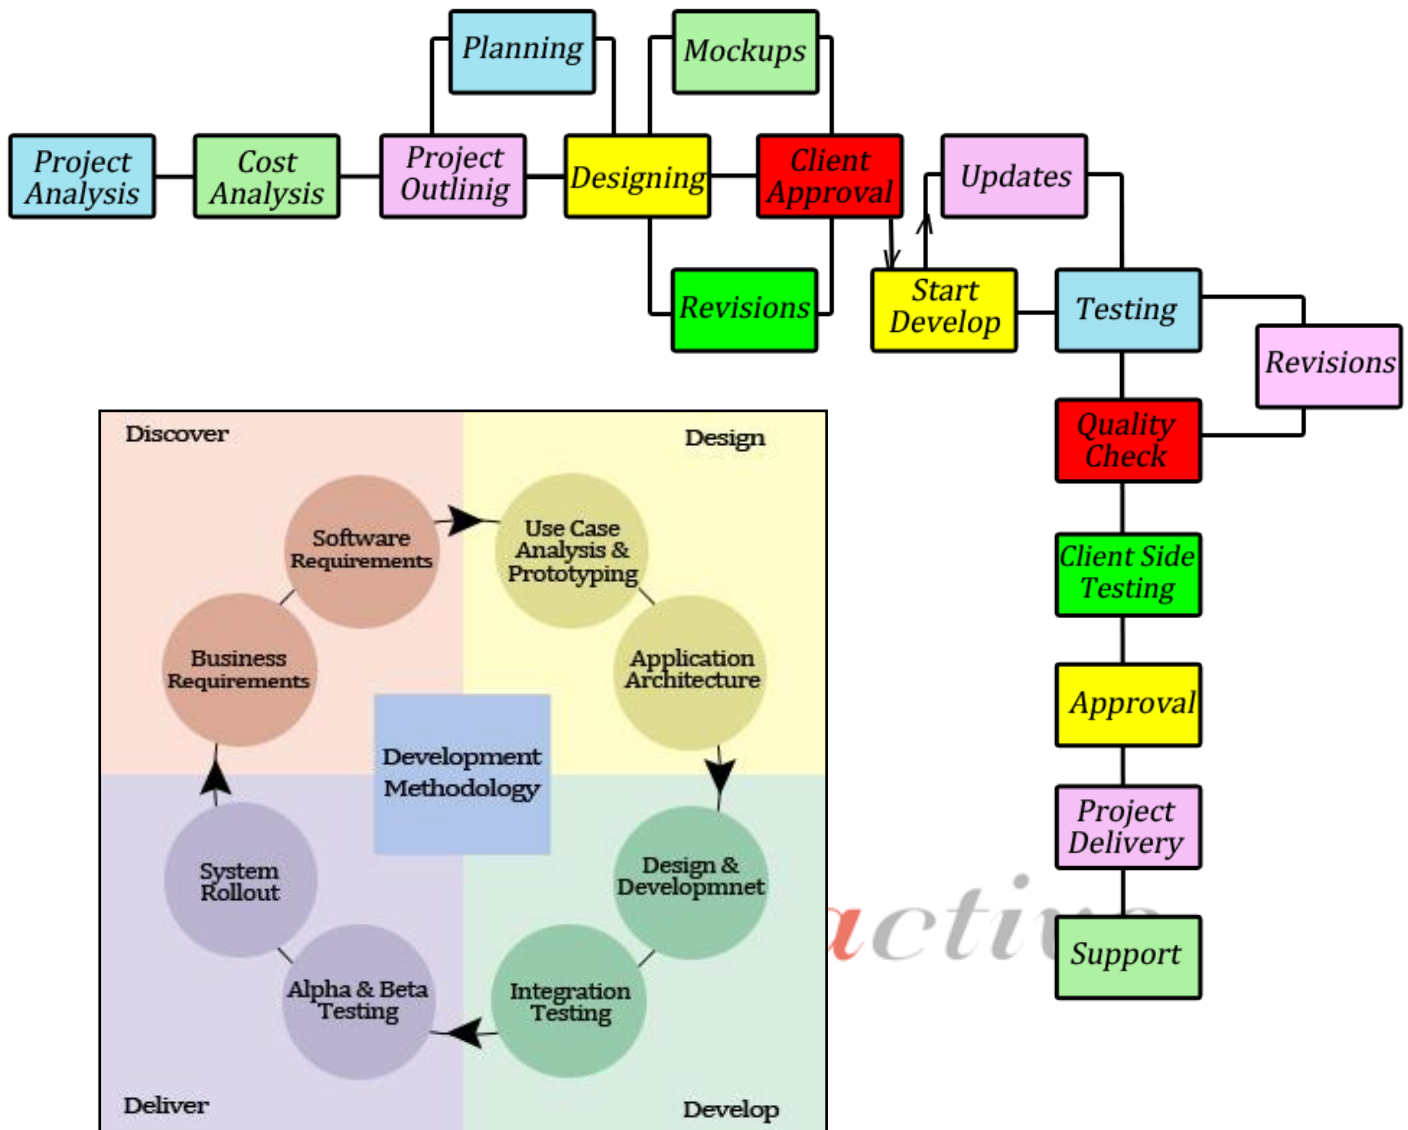 Planning
Mockups
Project
Analysis
Cost
Analysis
Project
Outlinig
Designing
Client
Approval
Updates
Revisions
Start
Develop
Testing
Revisions
Quality
Check
Client Side
Testing
Approval
Project
Delivery
Support
Discover
Design
Software
Requirements
Use Case
Analysis &
Prototyping
Business
Requirements
Application
Architecture
Development
Methodology
System
Rollout
Design &
Developmnet
Alpha & Beta
Testing
Integration
Testing
Deliver
Develop